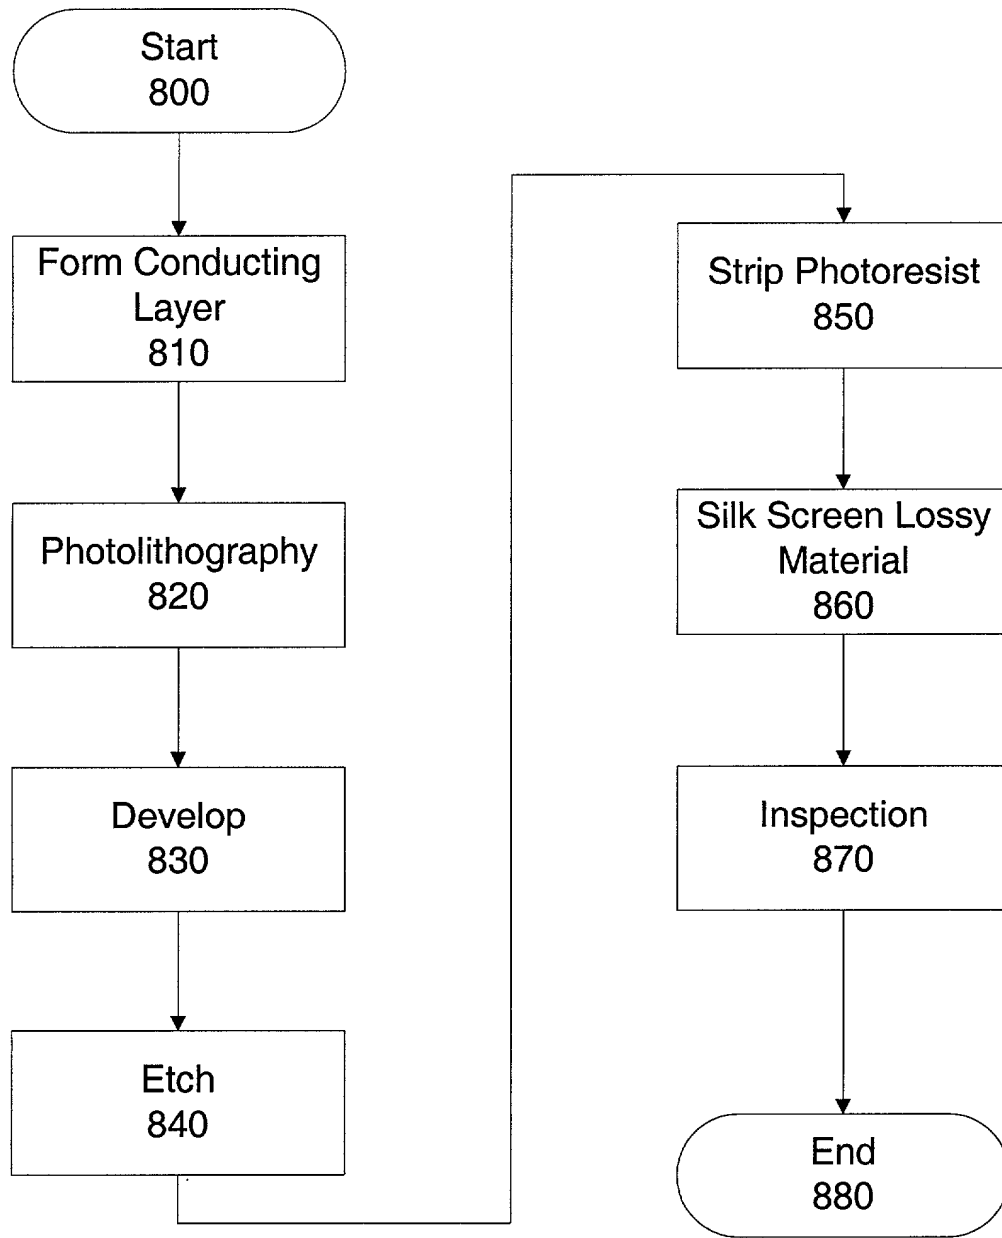 Start
800
Form Conducting
Layer
810
Photolithography
820
Develop
830
Etch
840
Strip Photoresist
850
Silk Screen Lossy
Material
860
Inspection
870
End
880